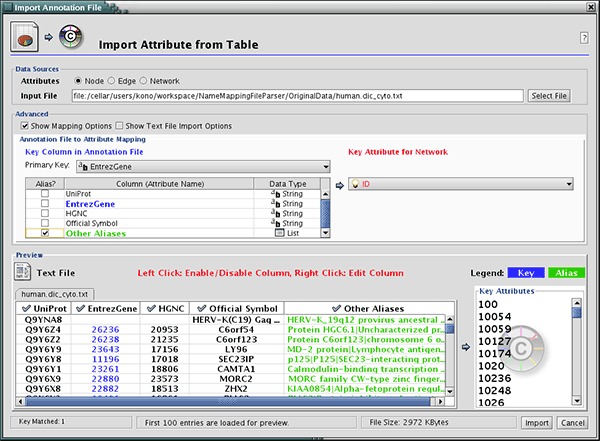 Import Annotation File
Import Attribute from Table
?
Data Sources
Attributes Node Edge Network
Input File file:/cellar/users/kono/workspace/NameMappingFileParser/OriginalData/human.dic_cyto.txt Select File
Advanced
Show Mapping Options Show Text File Import Options
Annotation File to Attribute Mapping
Key Column in Annotation File Key Attribute for Network
Primary Key: ab EntrezGene ID
Alias? Column (Attribute Name) Data Type
UniProt ab String
EntrezGene ab String
HGNC ab String
Official Symbol ab String
Other Aliases List
Preview
Text File Left Click: Enable/Disable Column, Right Click: Edit Column Legend: Key Alias
human.dic_cyto.txt Key Attributes
UniProt EntrezGene HGNC Official Symbol Other Aliases
Q9YNA8 HERV-K(C19) Gag ... HERV-K_19q12 provirus ancestral ...
Q9Y6Z4 26236 20953 C6orf54 Protein HGC6.1|Uncharacterized pr...
Q9Y6Z2 26238 21235 C6orf123 Protein C6orf123|chromosome 6 o...
Q9Y6Y9 23643 17156 LY96 MD-2 protein|Lymphocyte antigen...
Q9Y6Y8 11196 17018 SEC23IP p125|P125|SEC23-interacting prot...
Q9Y6Y1 23261 18806 CAMTA1 Calmodulin-binding transcription ...
Q9Y6X9 22880 23573 MORC2 MORC family CW-type zinc finger...
Q9Y6X8 22882 18513 ZHX2 KIAA0854|Alpha-fetoprotein regul...
100
10054
10059
10127
10174
1020
10236
10248
1026
C
Key Matched: 1 First 100 entries are loaded for preview. File Size: 2972 KBytes Import Cancel